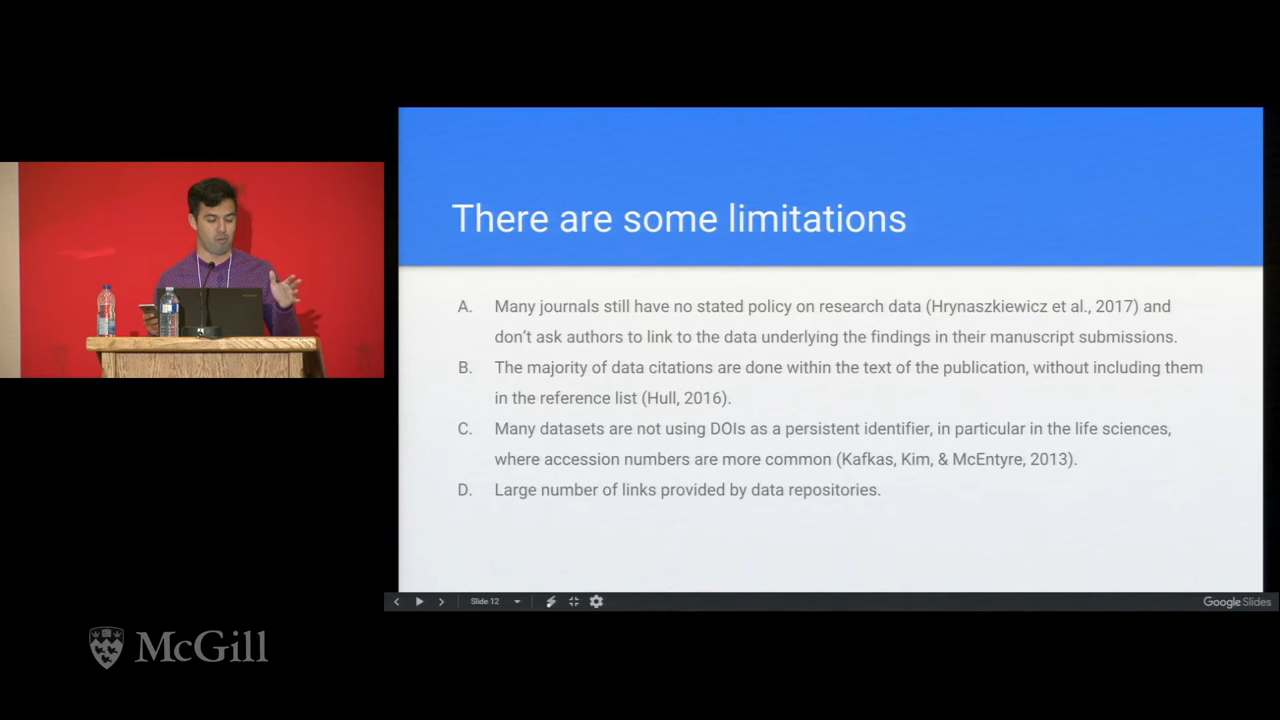 There are some limitations
A. Many journals still have no stated policy on research data (Hrynaszkiewicz et al., 2017) and
don't ask authors to link to the data underlying the findings in their manuscript submissions.
B. The majority of data citations are done within the text of the publication, without including them
in the reference list (Hull, 2016).
C. Many datasets are not using DOIs as a persistent identifier, in particular in the life sciences,
where accession numbers are more common (Kafkas, Kim, & McEntyre, 2013).
D. Large number of links provided by data repositories.
Slide 12
Google Slides
McGill